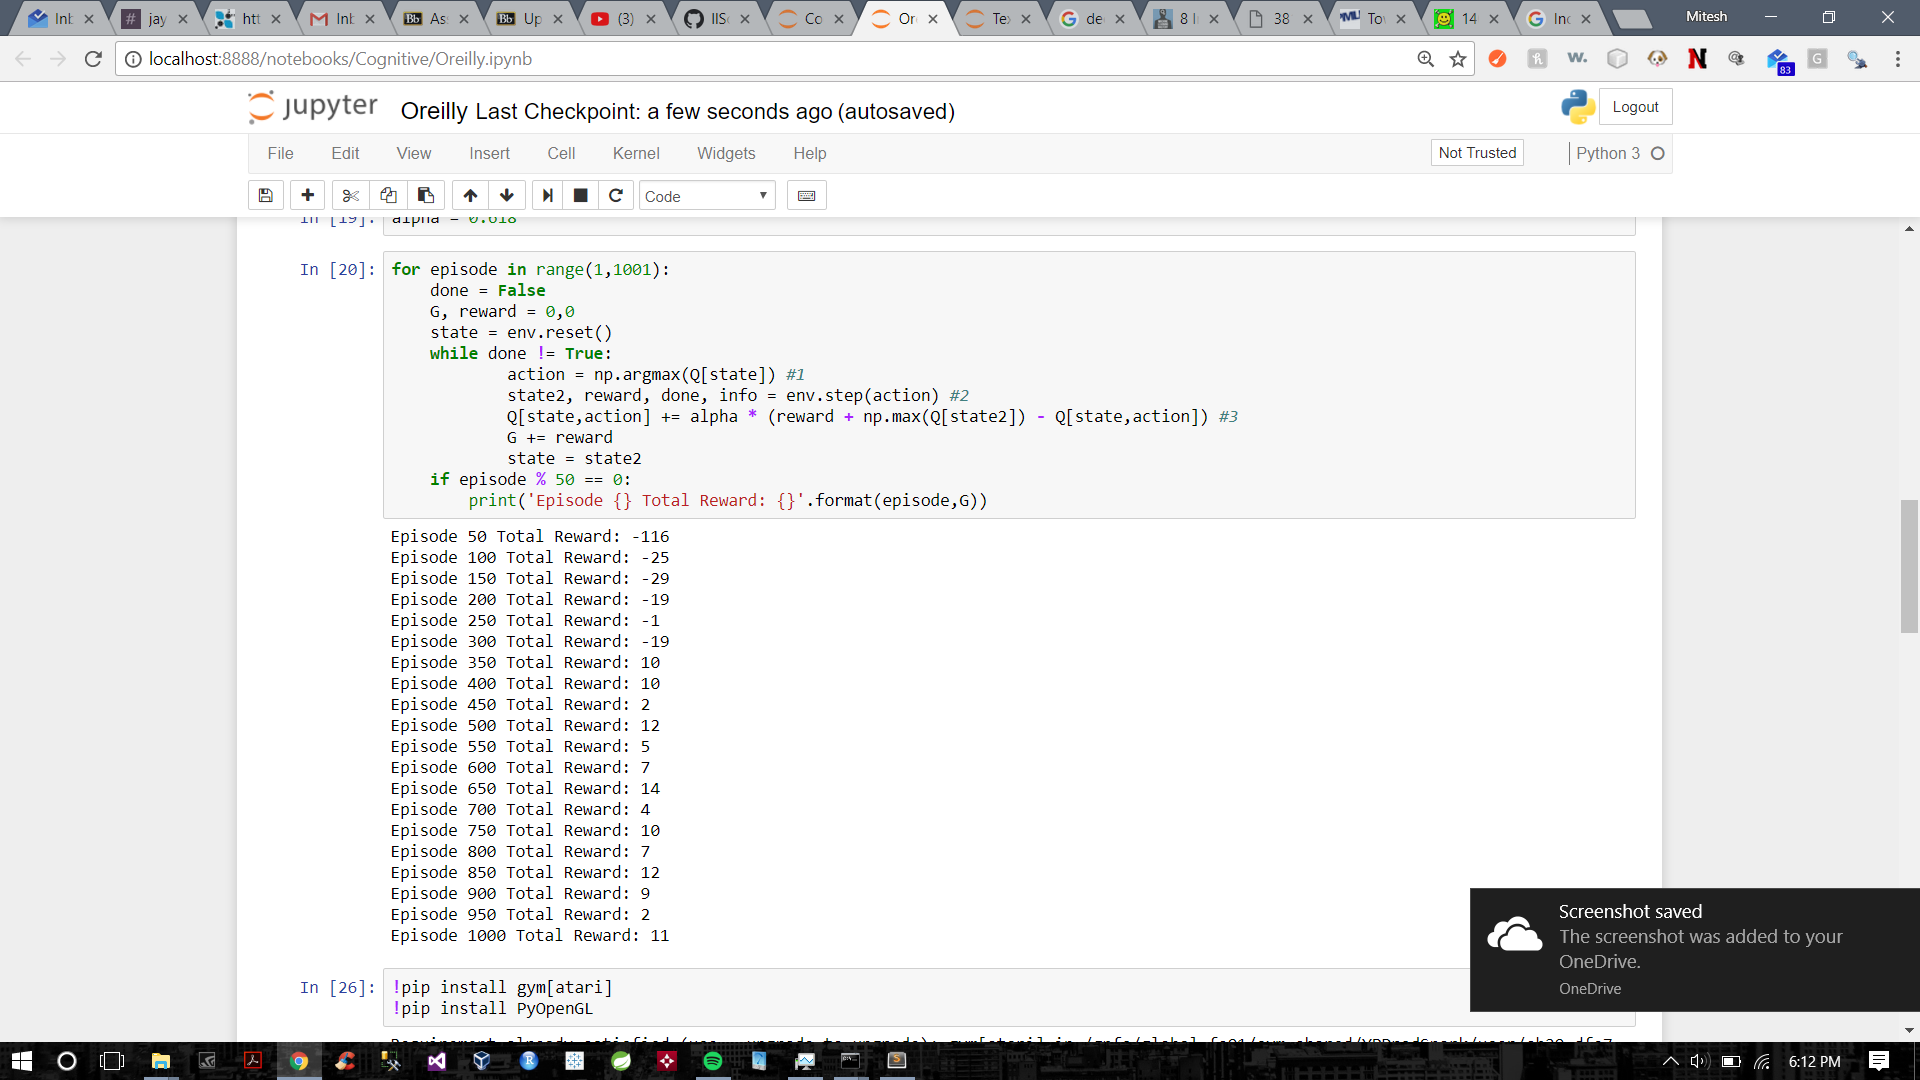 Inb
jay
htt
Inb
As
Up
(3)
IISc
Co
Ore
Tex
de
8 I
38
Tov
14
Inc
Mitesh
localhost:8888/notebooks/Cognitive/Oreilly.ipynb
83
jupyter
Oreilly Last Checkpoint: a few seconds ago (autosaved)
Logout
File Edit View Insert Cell Kernel Widgets Help
Not Trusted
Python 3
Code
In [19]: alpha = 0.618
In [20]: for episode in range(1,1001):
    done = False
    G, reward = 0,0
    state = env.reset()
    while done != True:
            action = np.argmax(Q[state]) #1
            state2, reward, done, info = env.step(action) #2
            Q[state,action] += alpha * (reward + np.max(Q[state2]) - Q[state,action]) #3
            G += reward
            state = state2
    if episode % 50 == 0:
        print('Episode {} Total Reward: {}'.format(episode,G))
Episode 50 Total Reward: -116
Episode 100 Total Reward: -25
Episode 150 Total Reward: -29
Episode 200 Total Reward: -19
Episode 250 Total Reward: -1
Episode 300 Total Reward: -19
Episode 350 Total Reward: 10
Episode 400 Total Reward: 10
Episode 450 Total Reward: 2
Episode 500 Total Reward: 12
Episode 550 Total Reward: 5
Episode 600 Total Reward: 7
Episode 650 Total Reward: 14
Episode 700 Total Reward: 4
Episode 750 Total Reward: 10
Episode 800 Total Reward: 7
Episode 850 Total Reward: 12
Episode 900 Total Reward: 9
Episode 950 Total Reward: 2
Episode 1000 Total Reward: 11
In [26]: !pip install gym[atari]
!pip install PyOpenGL
Screenshot saved
The screenshot was added to your
OneDrive.
OneDrive
6:12 PM